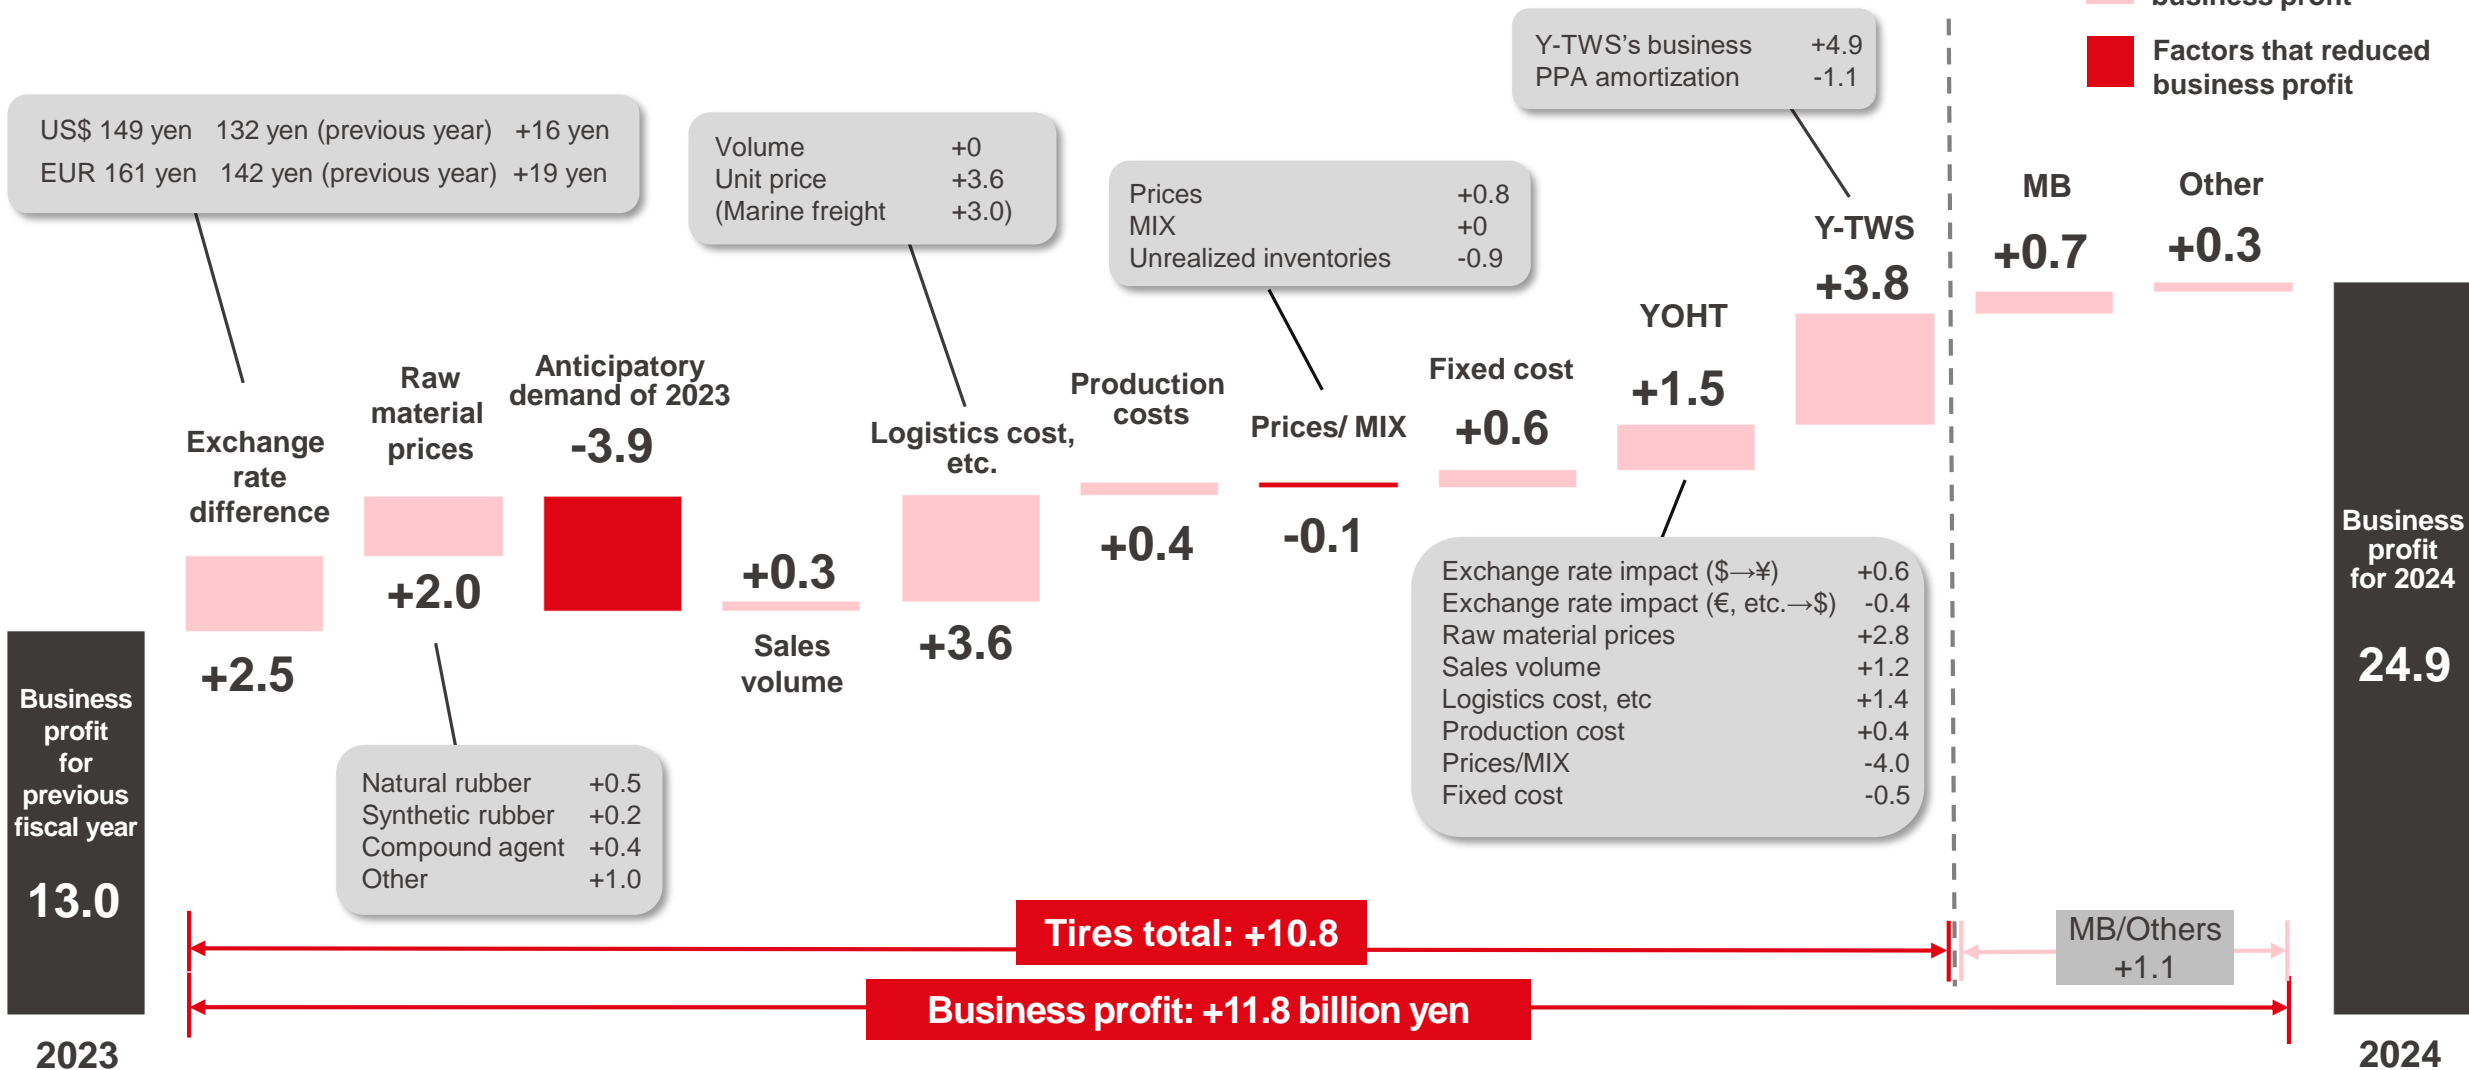 business profit
Factors that reduced
business profit
Y-TWS's business +4.9
PPA amortization -1.1
US$ 149 yen 132 yen (previous year) +16 yen
EUR 161 yen 142 yen (previous year) +19 yen
Volume +0
Unit price +3.6
(Marine freight +3.0)
Prices +0.8
MIX +0
Unrealized inventories -0.9
Exchange
rate
difference
+2.5
Raw
material
prices
+2.0
Anticipatory
demand of 2023
-3.9
+0.3
Sales
volume
Logistics cost,
etc.
+3.6
Production
costs
+0.4
Prices/ MIX
-0.1
Fixed cost
+0.6
YOHT
+1.5
Y-TWS
+3.8
MB
+0.7
Other
+0.3
Natural rubber +0.5
Synthetic rubber +0.2
Compound agent +0.4
Other +1.0
Exchange rate impact ($→¥) +0.6
Exchange rate impact (€, etc.→$) -0.4
Raw material prices +2.8
Sales volume +1.2
Logistics cost, etc +1.4
Production cost +0.4
Prices/MIX -4.0
Fixed cost -0.5
Business
profit
for
previous
fiscal year
13.0
Business
profit
for 2024
24.9
Tires total: +10.8
MB/Others
+1.1
Business profit: +11.8 billion yen
2023
2024